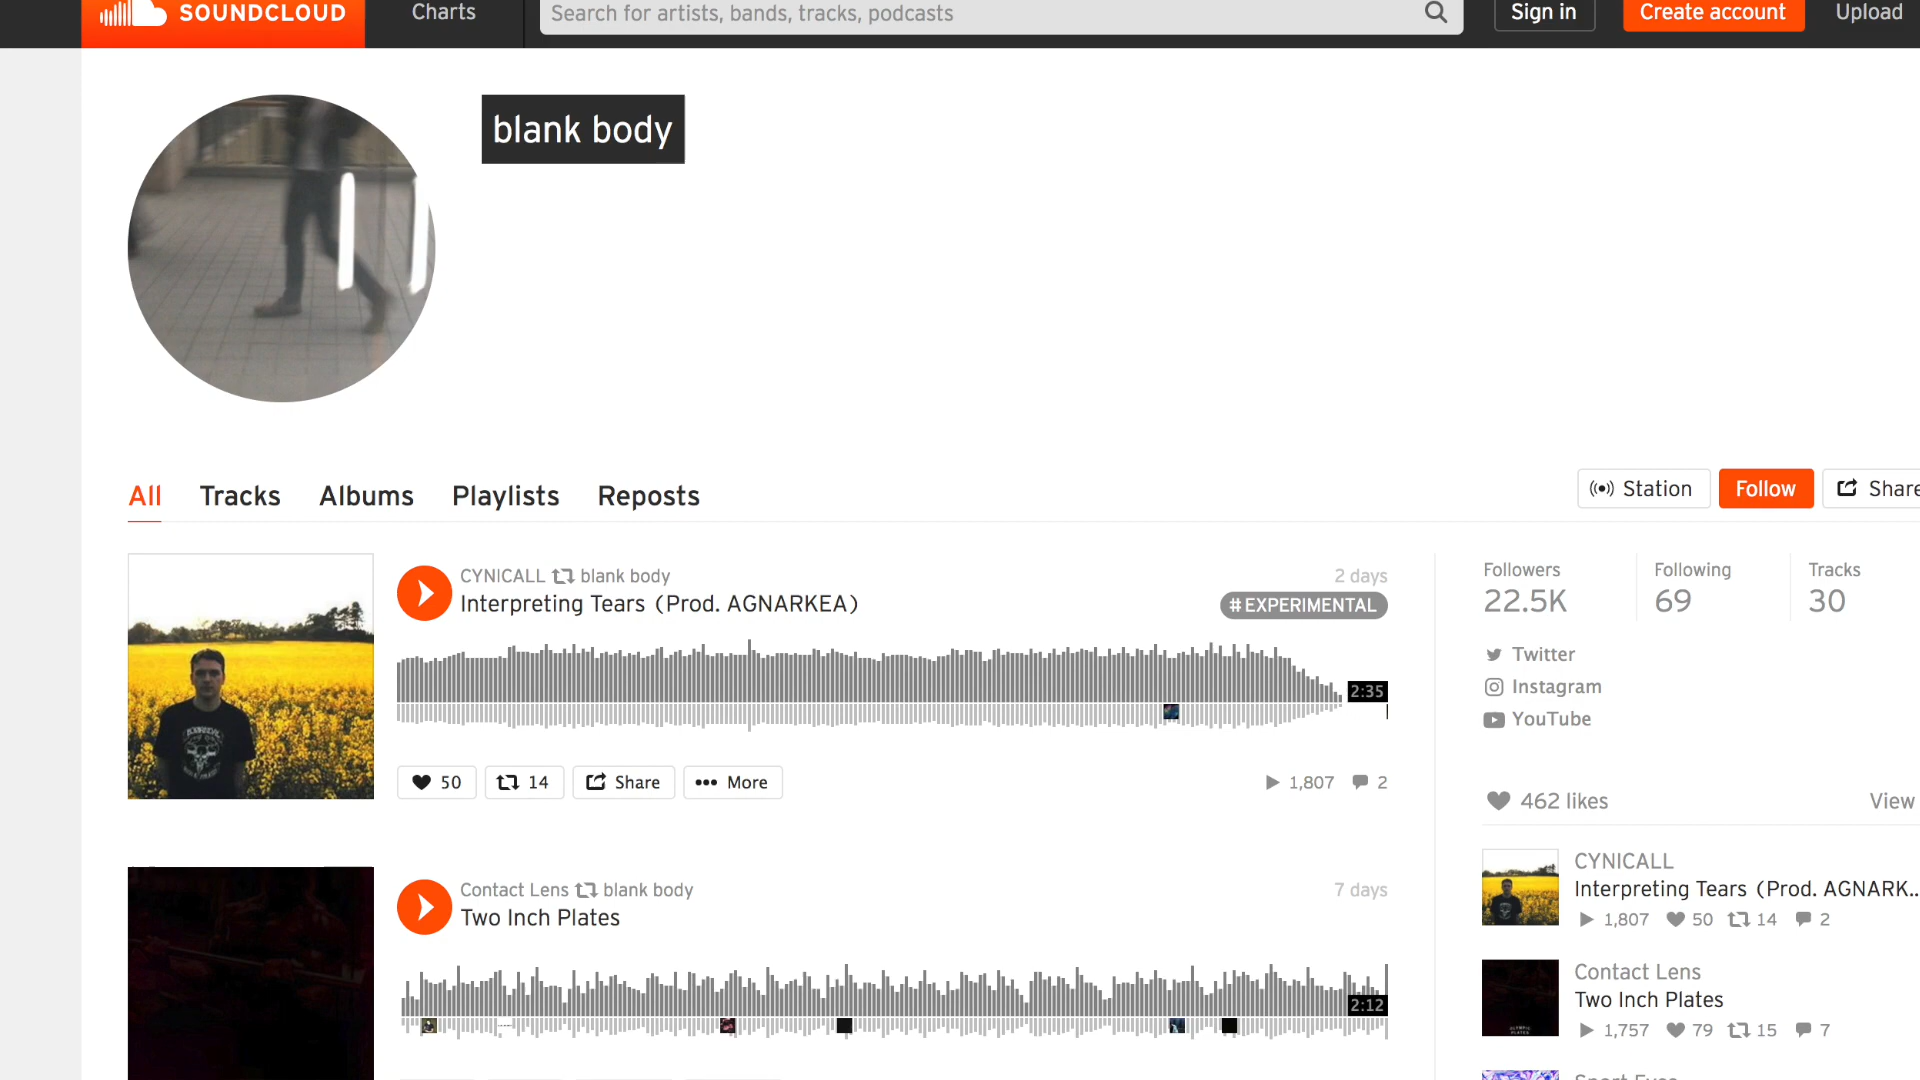 SOUNDCLOUD
Charts
Search for artists, bands, tracks, podcasts
Sign in
Create account
Upload
blank body
All
Tracks
Albums
Playlists
Reposts
Station
Follow
Share
CYNICALL blank body
2 days
Interpreting Tears (Prod. AGNARKEA)
# EXPERIMENTAL
2:35
50
14
Share
More
1,807
2
Contact Lens blank body
7 days
Two Inch Plates
2:12
Followers
22.5K
Following
69
Tracks
30
Twitter
Instagram
YouTube
462 likes
View
CYNICALL
Interpreting Tears (Prod. AGNARK...
1,807 50 14 2
Contact Lens
Two Inch Plates
1,757 79 15 7